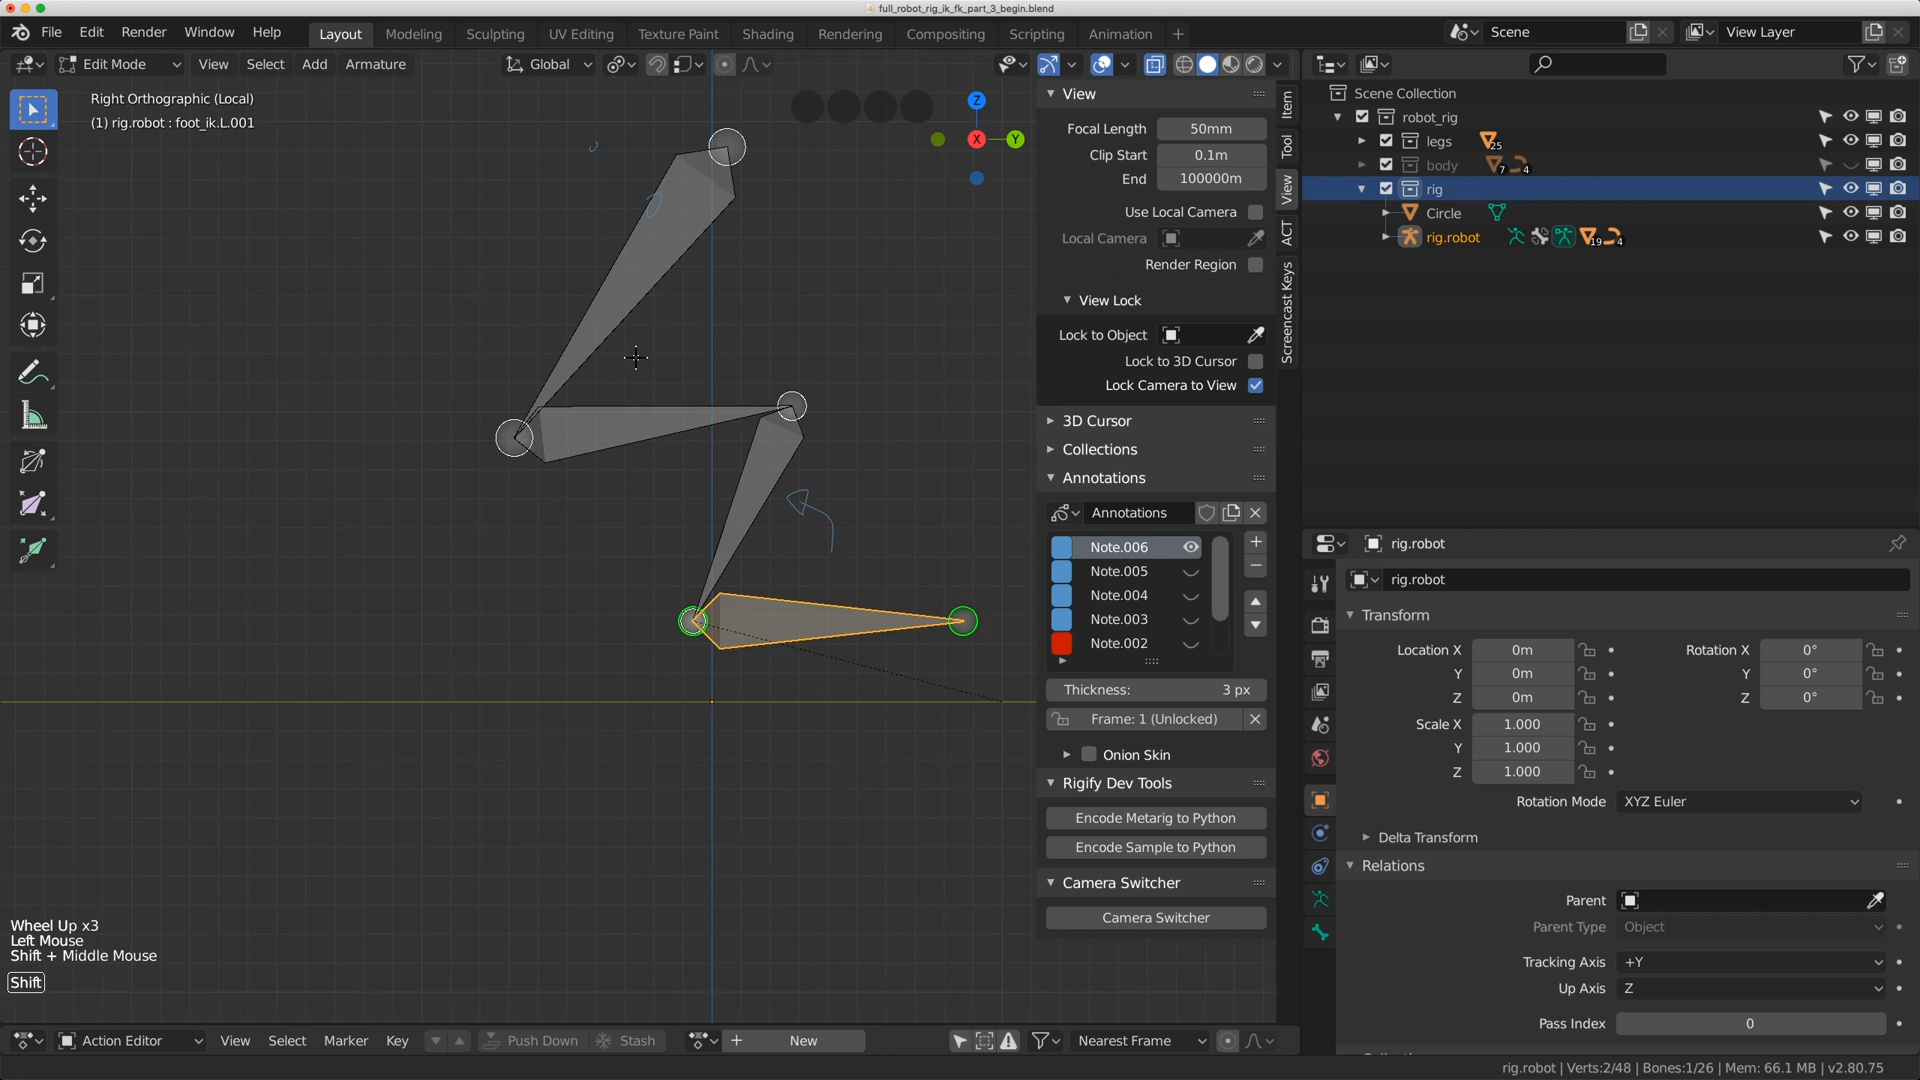 full_robot_rig_ik_fk_part_3_begin.blend
File Edit Render Window Help
Layout Modeling Sculpting UV Editing Texture Paint Shading Rendering Compositing Scripting Animation +
Scene View Layer
Edit Mode View Select Add Armature Global
Right Orthographic (Local)
(1) rig.robot : foot_ik.L.001
Z
X
Y
View
Focal Length 50mm
Clip Start 0.1m
End 100000m
Use Local Camera
Local Camera
Render Region
View Lock
Lock to Object
Lock to 3D Cursor
Lock Camera to View
3D Cursor
Collections
Annotations
Annotations
Note.006
Note.005
Note.004
Note.003
Note.002
Thickness: 3 px
Frame: 1 (Unlocked)
Onion Skin
Rigify Dev Tools
Encode Metarig to Python
Encode Sample to Python
Camera Switcher
Camera Switcher
Item
Tool
View
ACT
Screencast Keys
Scene Collection
robot_rig
legs 25
body 7 4
rig
Circle
rig.robot 19 4
rig.robot
rig.robot
Transform
Location X 0m Rotation X 0°
Y 0m Y 0°
Z 0m Z 0°
Scale X 1.000
Y 1.000
Z 1.000
Rotation Mode XYZ Euler
Delta Transform
Relations
Parent
Parent Type Object
Tracking Axis +Y
Up Axis Z
Pass Index 0
Wheel Up x3
Left Mouse
Shift + Middle Mouse
Shift
Action Editor View Select Marker Key Push Down Stash New Nearest Frame
rig.robot | Verts:2/48 | Bones:1/26 | Mem: 66.1 MB | v2.80.75